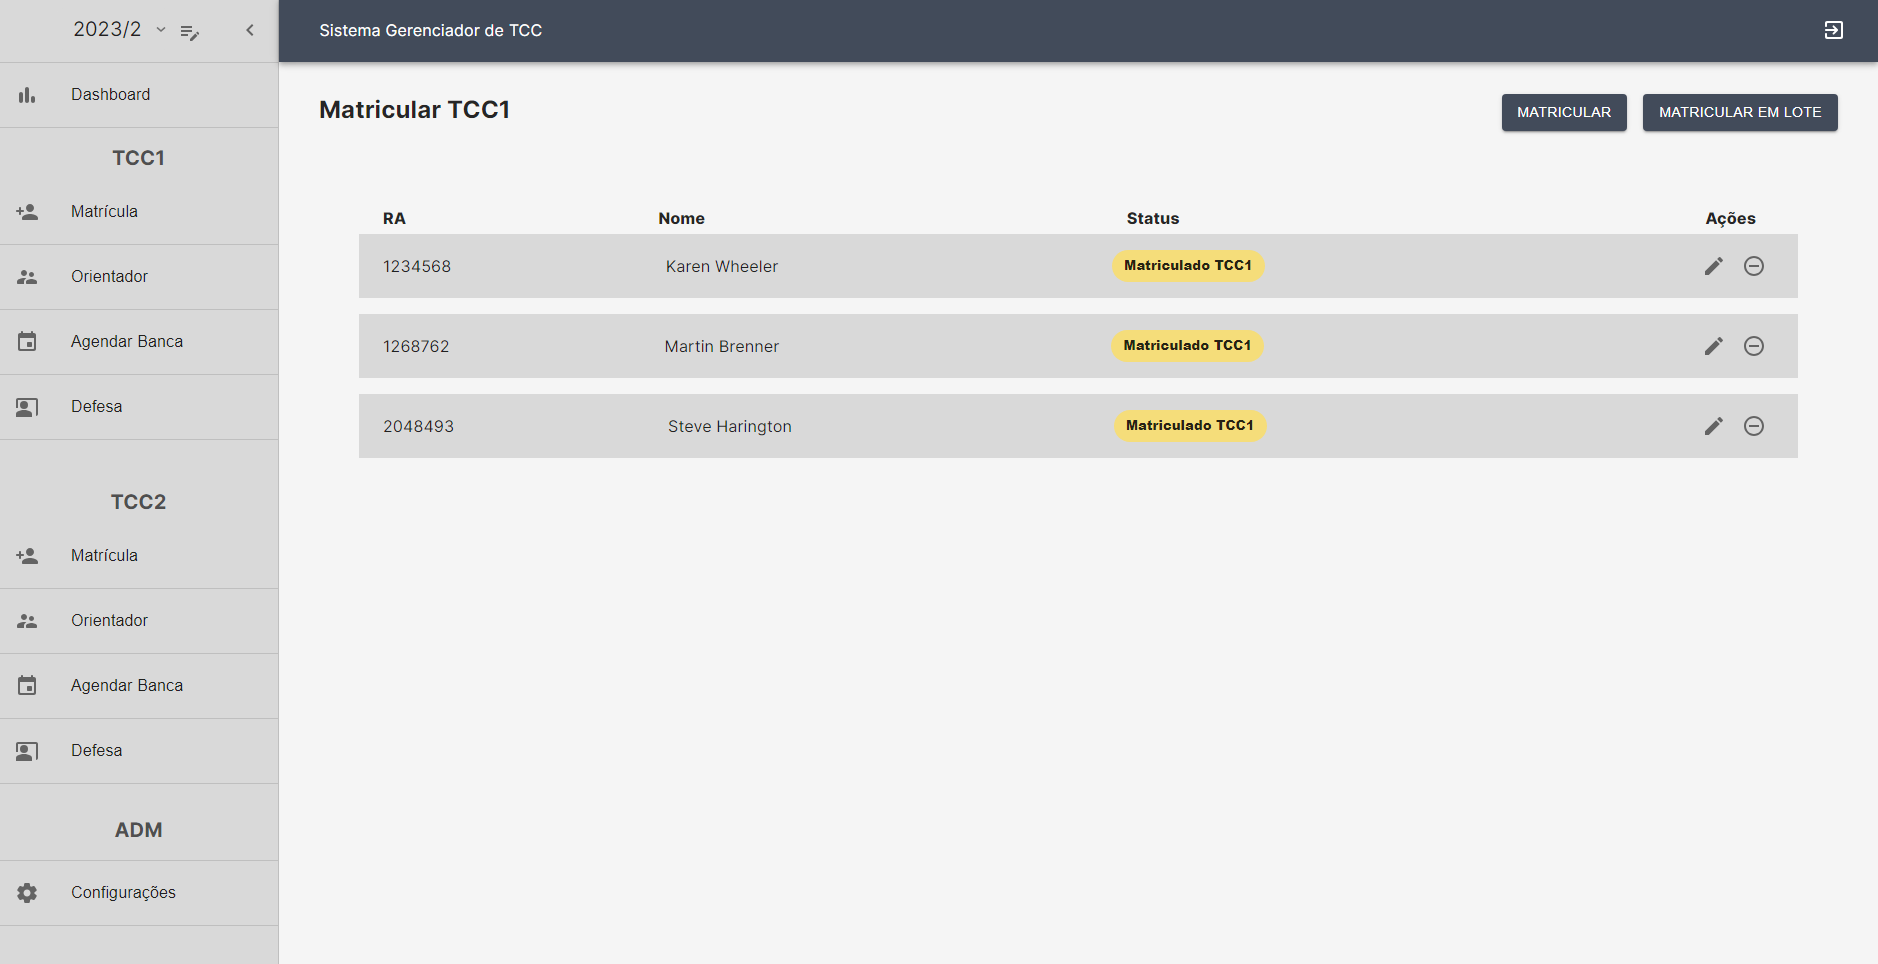 2023/2
Sistema Gerenciador de TCC
Dashboard
TCC1
Matrícula
Orientador
Agendar Banca
Defesa
TCC2
Matrícula
Orientador
Agendar Banca
Defesa
ADM
Configurações
Matricular TCC1
MATRICULAR
MATRICULAR EM LOTE
RA Nome Status Ações
1234568 Karen Wheeler Matriculado TCC1
1268762 Martin Brenner Matriculado TCC1
2048493 Steve Harington Matriculado TCC1